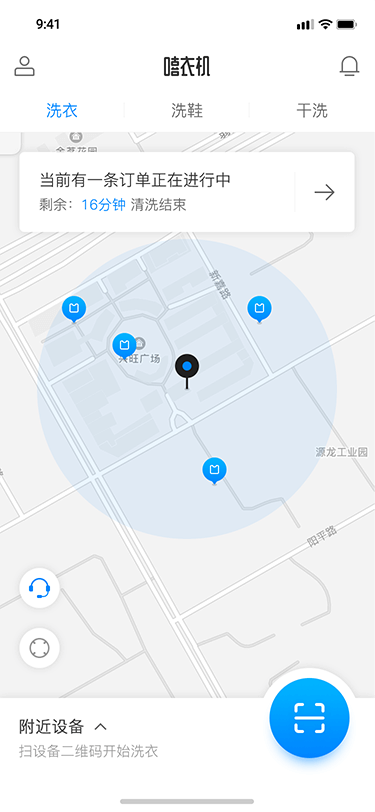 9:41
嘻衣机
洗衣
洗鞋
干洗
当前有一条订单正在进行中
剩余：16分钟 清洗结束
新嘉路
兴旺广场
源龙工业园
阳平路
附近设备
扫设备二维码开始洗衣